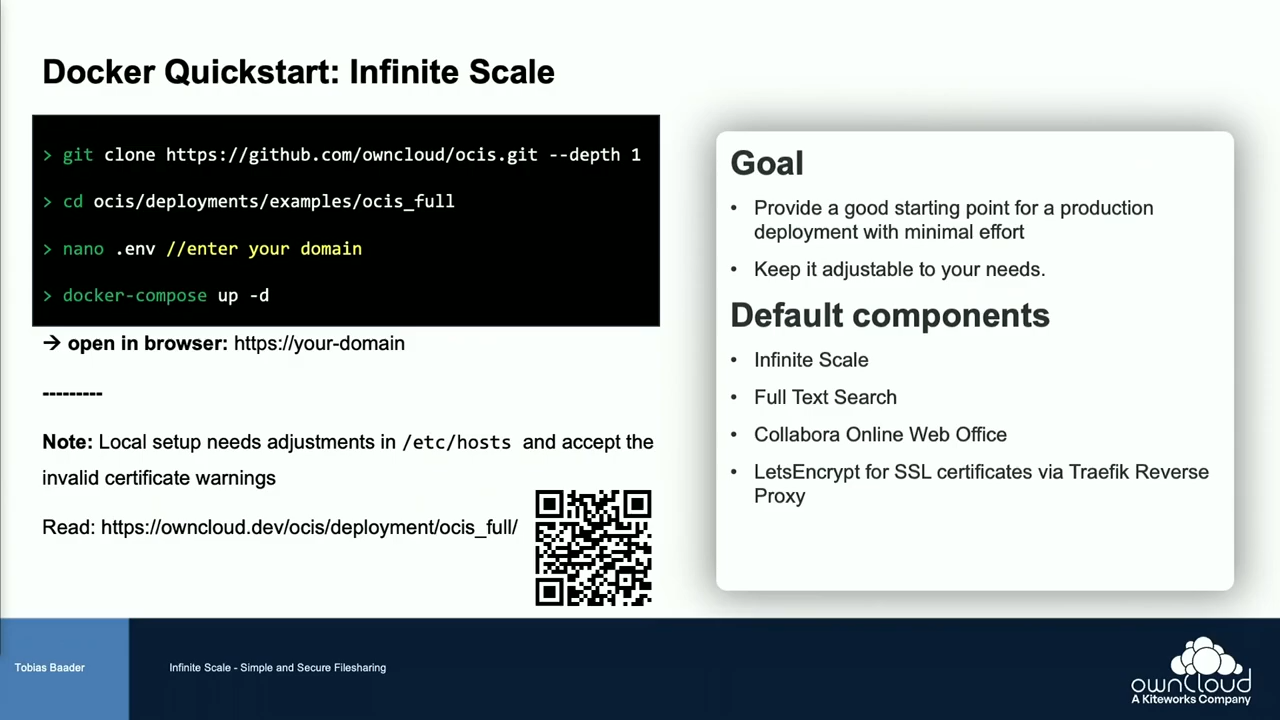 Docker Quickstart: Infinite Scale
> git clone https://github.com/owncloud/ocis.git --depth 1
> cd ocis/deployments/examples/ocis_full
> nano .env //enter your domain
> docker-compose up -d
→ open in browser: https://your-domain
---------
Note: Local setup needs adjustments in /etc/hosts and accept the
invalid certificate warnings
Read: https://owncloud.dev/ocis/deployment/ocis_full/
Goal
• Provide a good starting point for a production
deployment with minimal effort
• Keep it adjustable to your needs.
Default components
• Infinite Scale
• Full Text Search
• Collabora Online Web Office
• LetsEncrypt for SSL certificates via Traefik Reverse
Proxy
Tobias Baader
Infinite Scale - Simple and Secure Filesharing
ownCloud
A Kiteworks Company